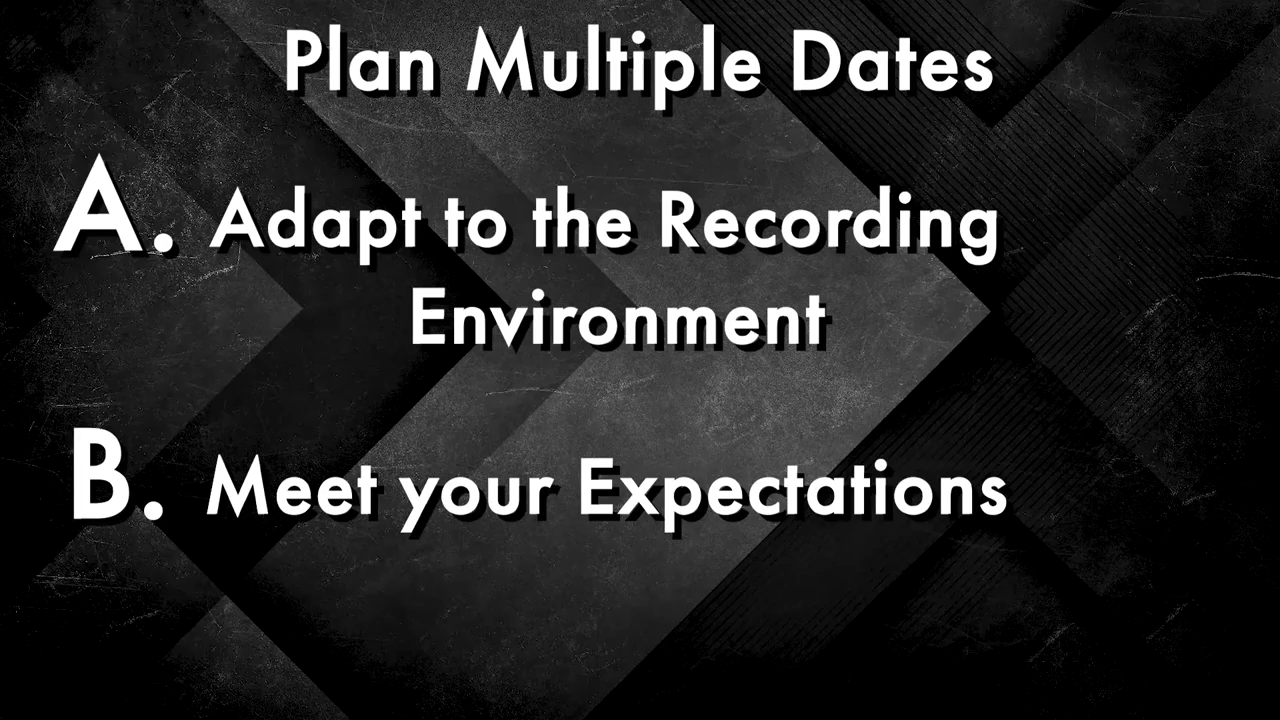 Plan Multiple Dates
A. Adapt to the Recording
Environment
B. Meet your Expectations